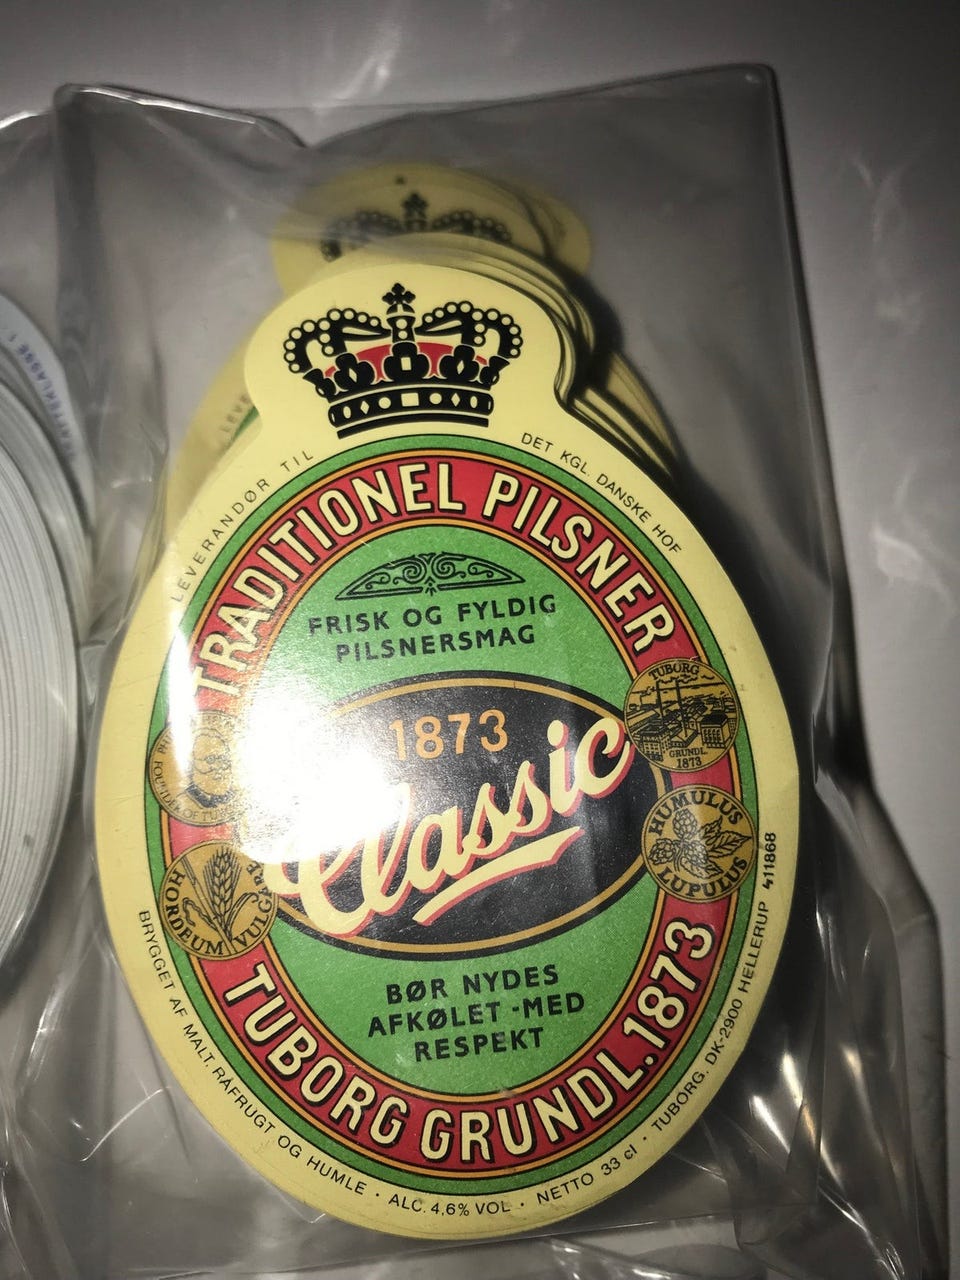 LEVERANDØR TIL
DET KGL. DANSKE HOF
TRADITIONEL PILSNER
FRISK OG FYLDIG
PILSNERSMAG
1873
Classic
TUBORG
GRUNDL.
1873
HUMULUS
LUPULUS
HORDEUM VULGARE
BØR NYDES
AFKØLET -MED
RESPEKT
TUBORG GRUNDL.1873
BRYGGET AF MALT, RÅFRUGT OG HUMLE · ALC. 4,6% VOL · NETTO 33 cl · TUBORG. DK-2900 HELLERUP 411868